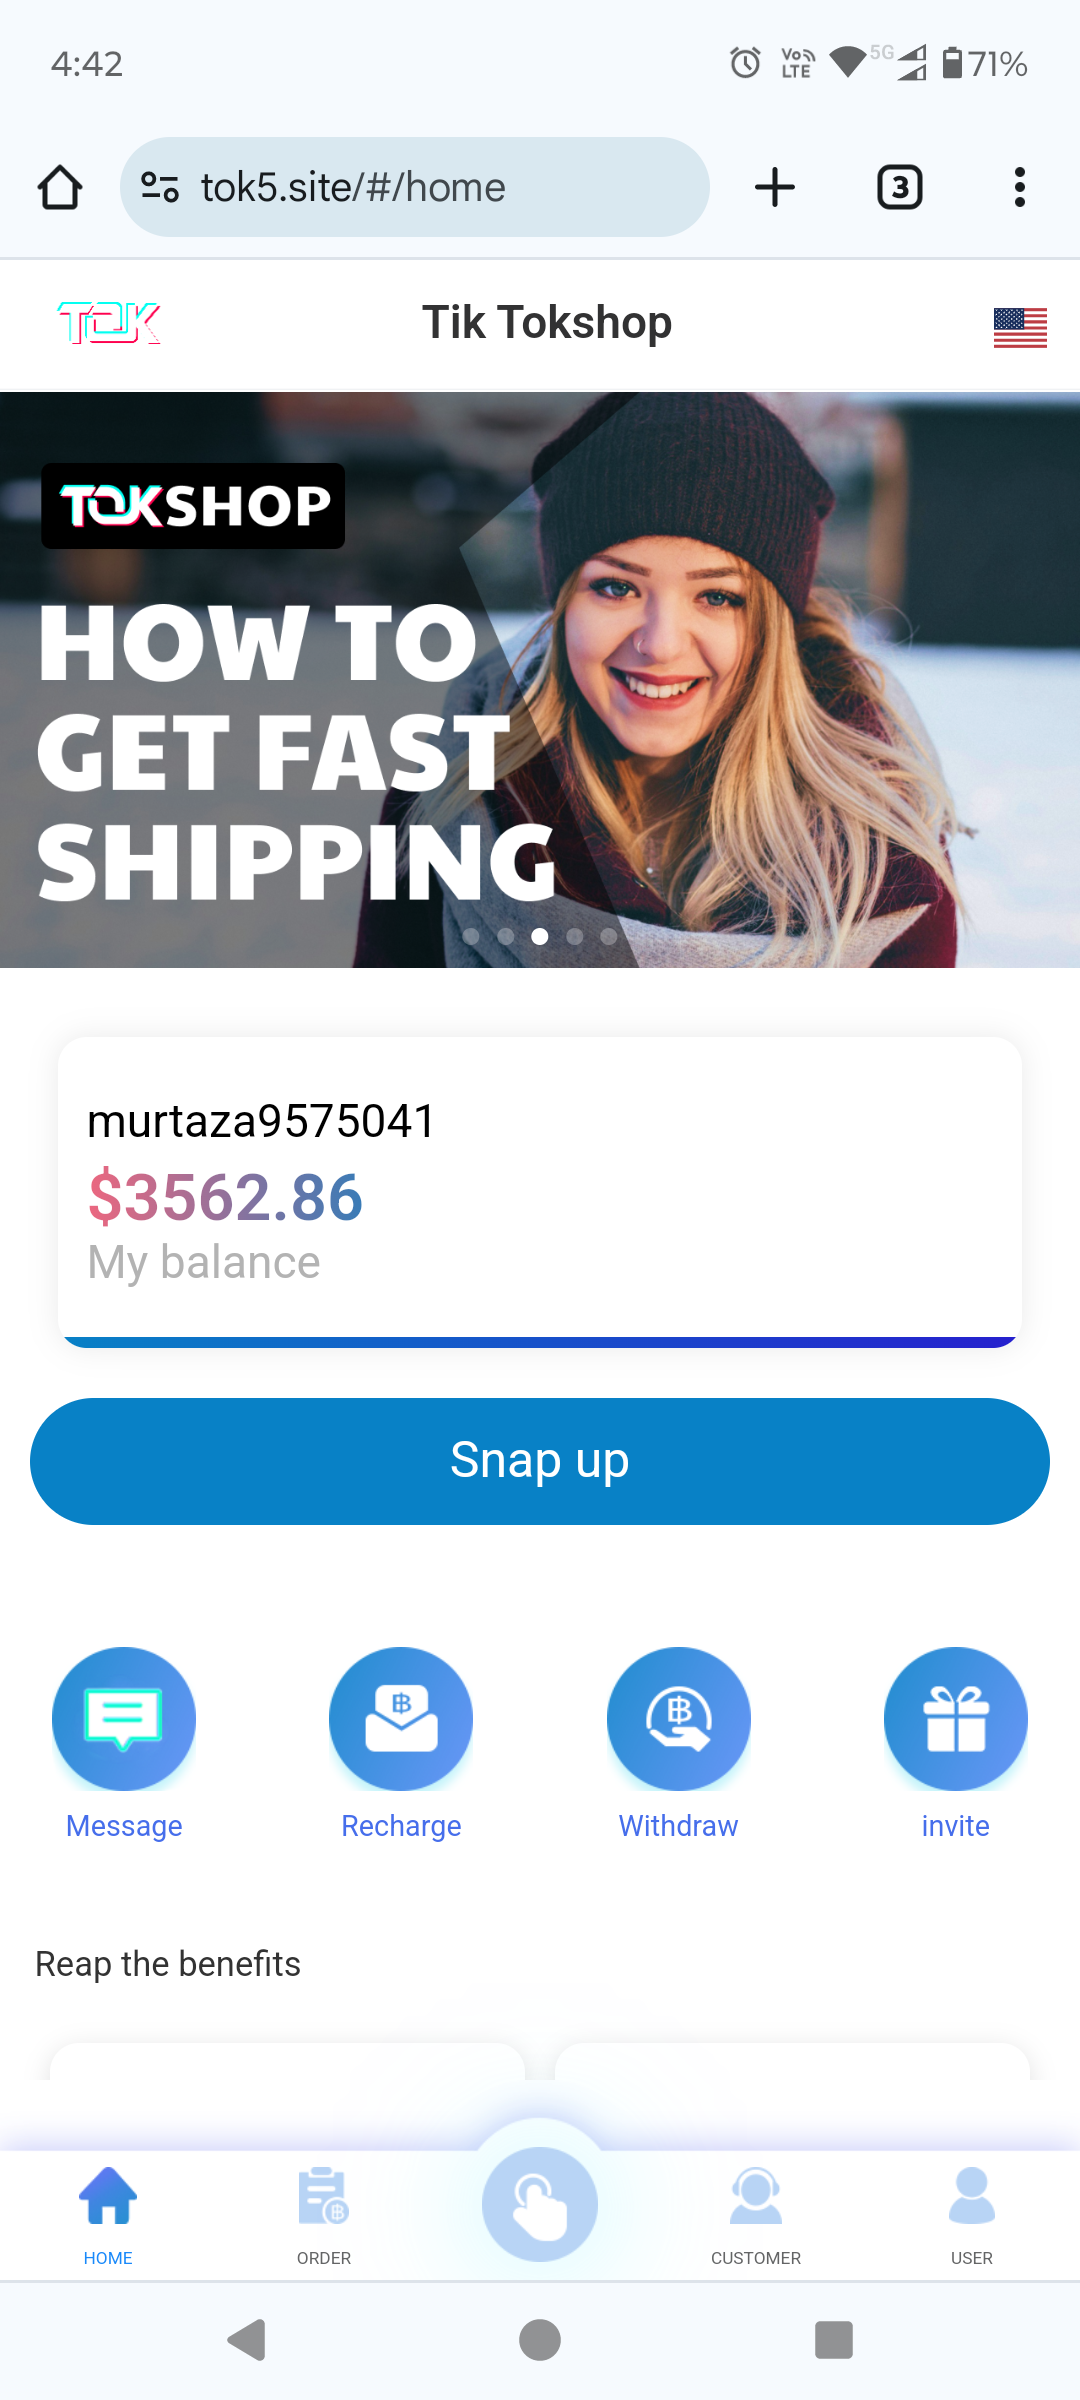 4:42
Vo LTE 5G 71%
tok5.site/#/home
3
TOK
Tik Tokshop
TOKSHOP
HOW TO
GET FAST
SHIPPING
murtaza9575041
$3562.86
My balance
Snap up
Message
Recharge
Withdraw
invite
Reap the benefits
HOME
ORDER
CUSTOMER
USER